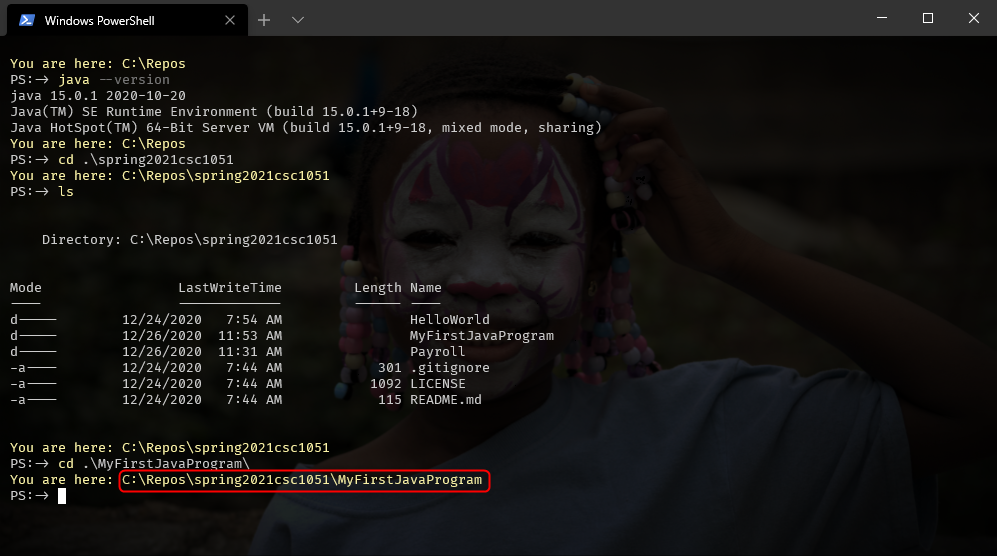 Windows PowerShell
You are here: C:\Repos
PS:-> java --version
java 15.0.1 2020-10-20
Java(TM) SE Runtime Environment (build 15.0.1+9-18)
Java HotSpot(TM) 64-Bit Server VM (build 15.0.1+9-18, mixed mode, sharing)
You are here: C:\Repos
PS:-> cd .\spring2021csc1051
You are here: C:\Repos\spring2021csc1051
PS:-> ls
Directory: C:\Repos\spring2021csc1051
Mode LastWriteTime Length Name
---- ------------- ------ ----
d----- 12/24/2020 7:54 AM HelloWorld
d----- 12/26/2020 11:53 AM MyFirstJavaProgram
d----- 12/26/2020 11:31 AM Payroll
-a---- 12/24/2020 7:44 AM 301 .gitignore
-a---- 12/24/2020 7:44 AM 1092 LICENSE
-a---- 12/24/2020 7:44 AM 115 README.md
You are here: C:\Repos\spring2021csc1051
PS:-> cd .\MyFirstJavaProgram\
You are here: C:\Repos\spring2021csc1051\MyFirstJavaProgram
PS:->